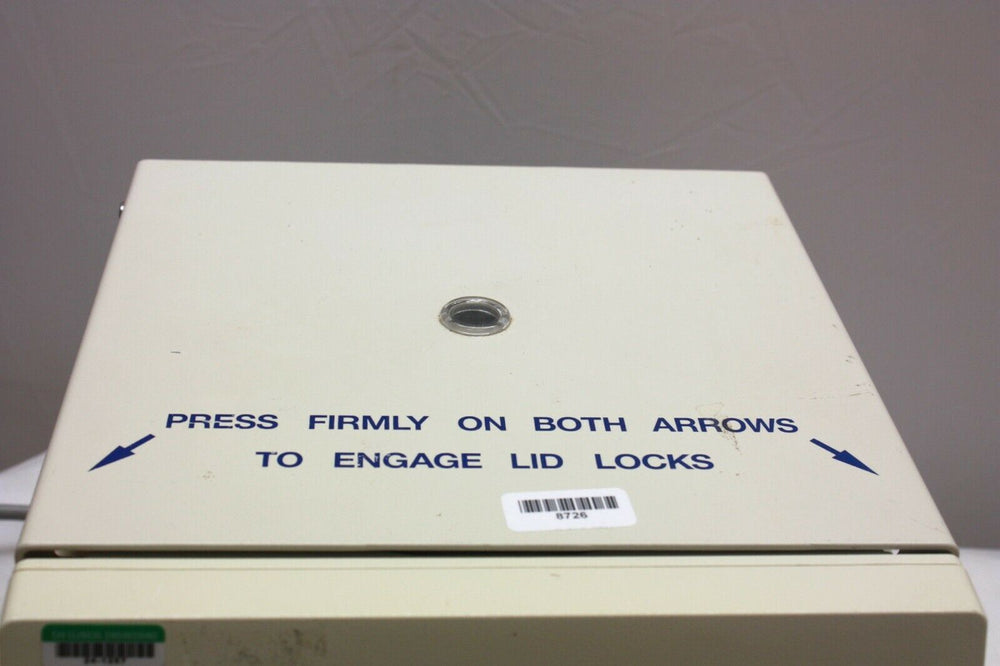 PRESS FIRMLY ON BOTH ARROWS
TO ENGAGE LID LOCKS
8726